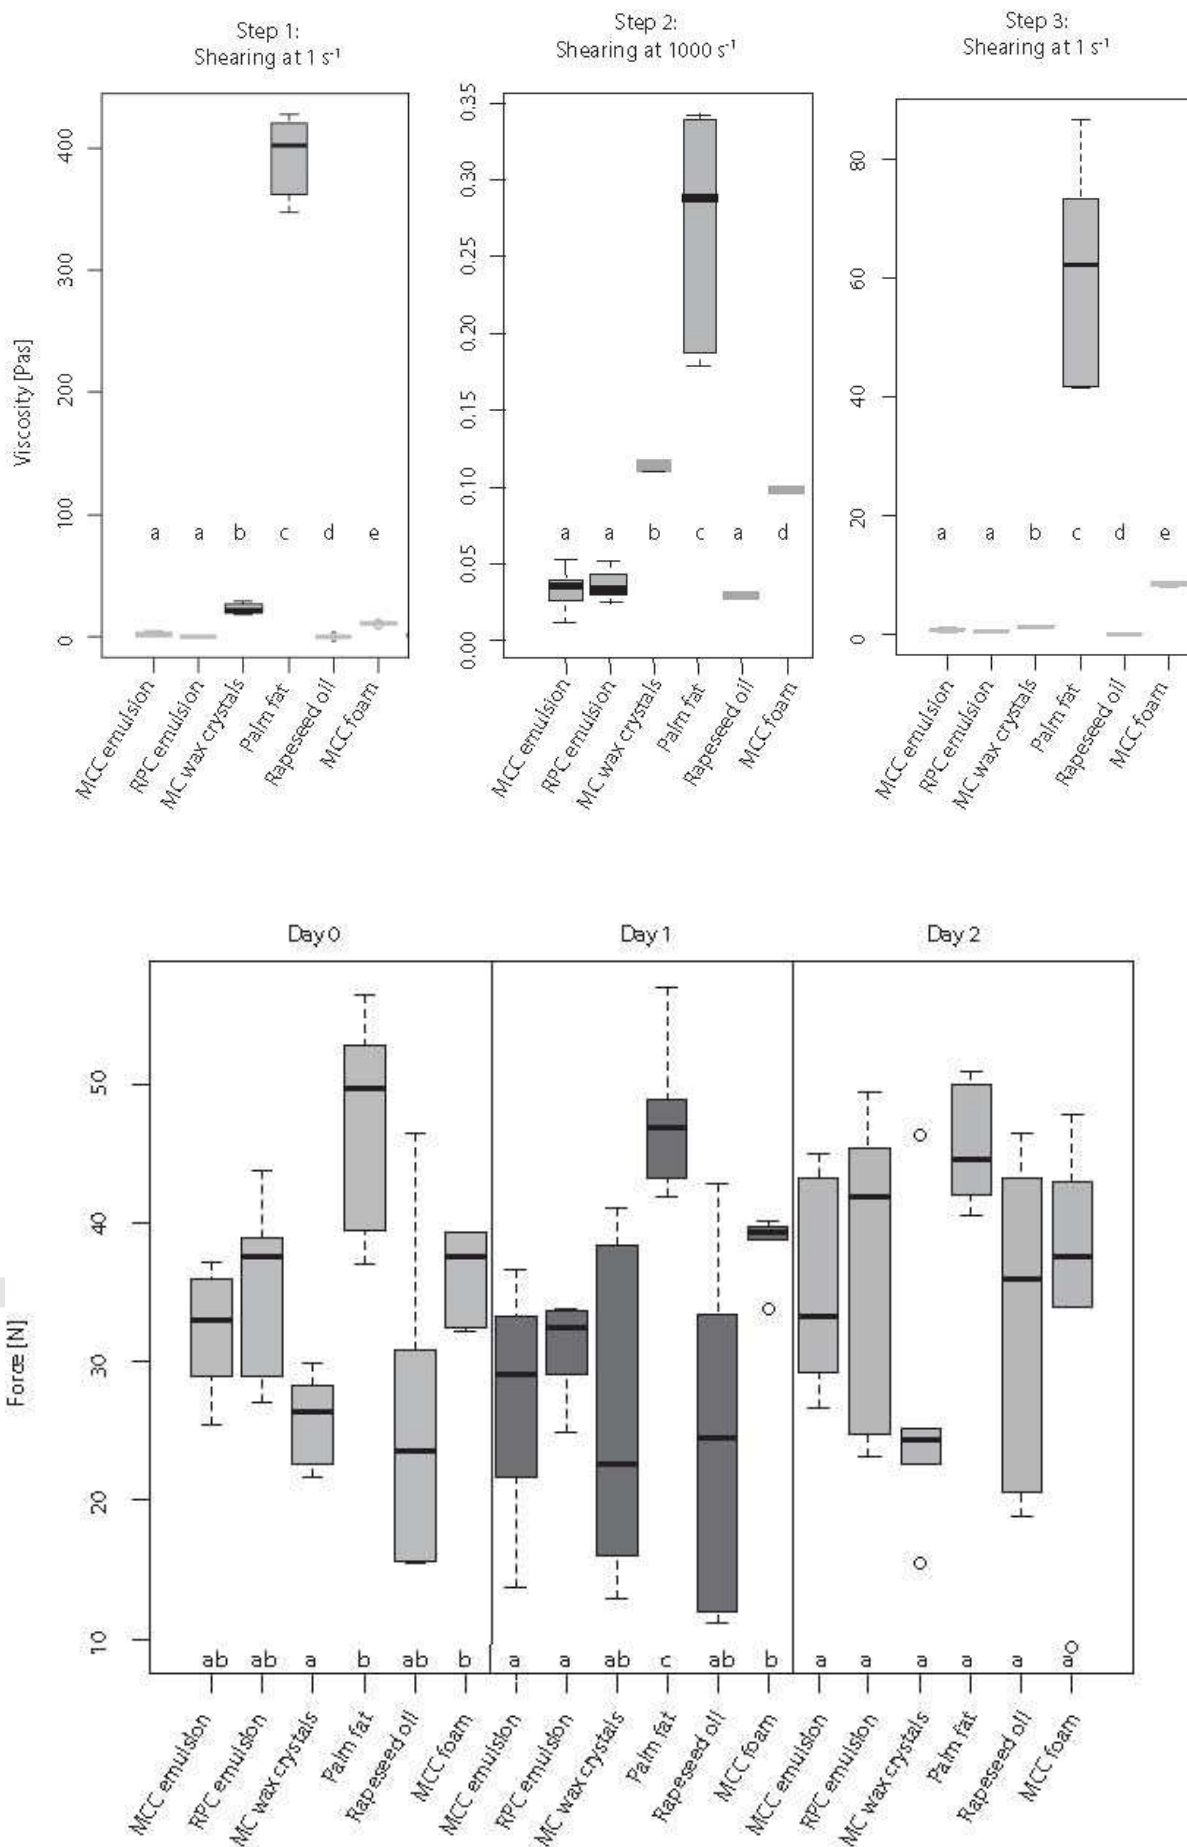 Step 1:
Shearing at 1 s⁻¹
Step 2:
Shearing at 1000 s⁻¹
Step 3:
Shearing at 1 s⁻¹
Viscosity [Pas]
400
300
200
100
0
a a b c d e
MCC emulsion
RPC emulsion
MC wax crystals
Palm fat
Rapeseed oil
MCC foam
0.35
0.30
0.25
0.20
0.15
0.10
0.05
0.00
a a b c a d
MCC emulsion
RPC emulsion
MC wax crystals
Palm fat
Rapeseed oil
MCC foam
80
60
40
20
0
a a b c d e
MCC emulsion
RPC emulsion
MC wax crystals
Palm fat
Rapeseed oil
MCC foam
Day 0
Day 1
Day 2
Force [N]
50
40
30
20
10
ab ab a b ab b
a a ab c ab b
a a a a a a
MCC emulsion
RPC emulsion
MC wax crystals
Palm fat
Rapeseed oil
MCC foam
MCC emulsion
RPC emulsion
MC wax crystals
Palm fat
Rapeseed oil
MCC foam
MCC emulsion
RPC emulsion
MC wax crystals
Palm fat
Rapeseed oil
MCC foam